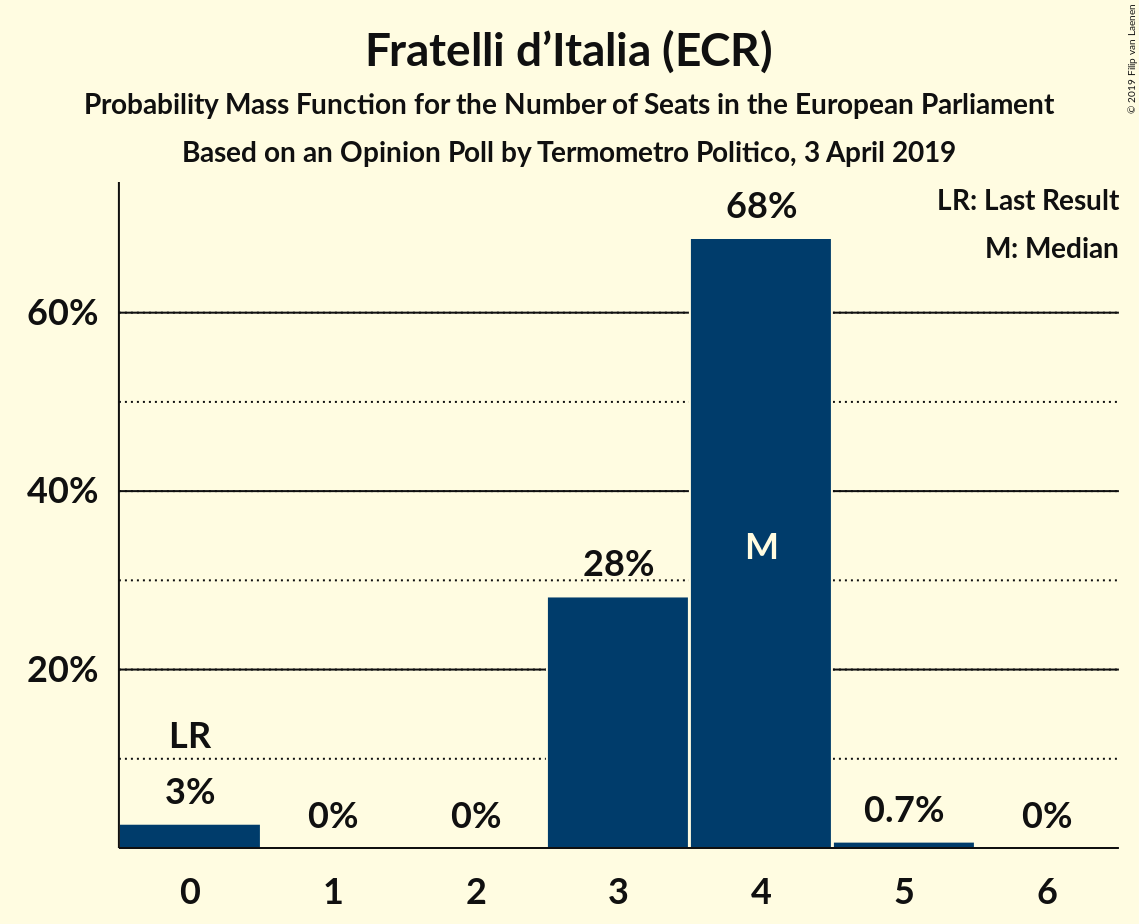 Fratelli d’Italia (ECR)
Probability Mass Function for the Number of Seats in the European Parliament
Based on an Opinion Poll by Termometro Politico, 3 April 2019
© 2019 Filip van Laenen
LR: Last Result
M: Median
68%
60%
40%
M
28%
20%
LR
3%
0%
0%
0.7%
0%
0 1 2 3 4 5 6